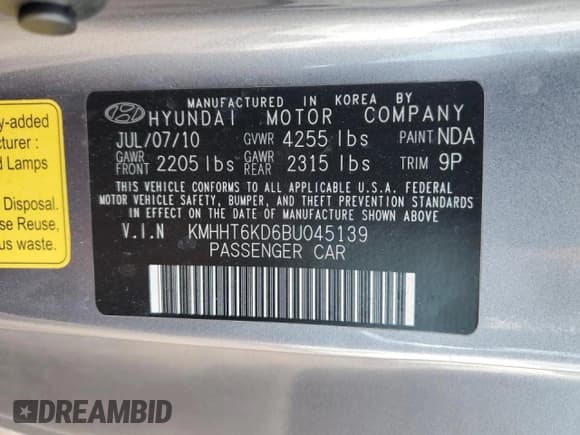 MANUFACTURED IN KOREA BY
HYUNDAI MOTOR COMPANY
JUL/07/10 GVWR 4255 lbs PAINT NDA
GAWR FRONT 2205 lbs GAWR REAR 2315 lbs TRIM 9P
THIS VEHICLE CONFORMS TO ALL APPLICABLE U.S.A. FEDERAL
MOTOR VEHICLE SAFETY, BUMPER, AND THEFT PREVENTION STANDARDS
IN EFFECT ON THE DATE OF MANUFACTURE SHOWN ABOVE.
V.I.N KMHHT6KD6BU045139
PASSENGER CAR
y-added
cturer :
d Lamps
Disposal.
se Reuse,
ous waste.
DREAMBID